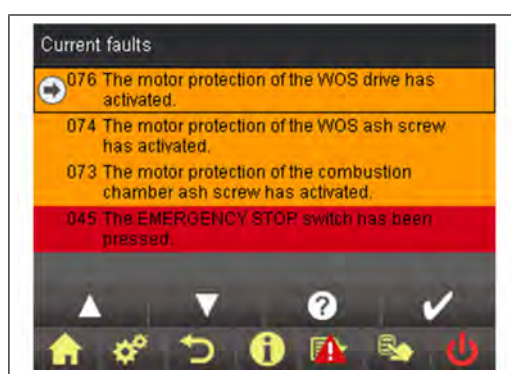 Current faults
076 The motor protection of the WOS drive has
activated.
074 The motor protection of the WOS ash screw
has activated.
073 The motor protection of the combustion
chamber ash screw has activated.
045 The EMERGENCY STOP switch has been
pressed.